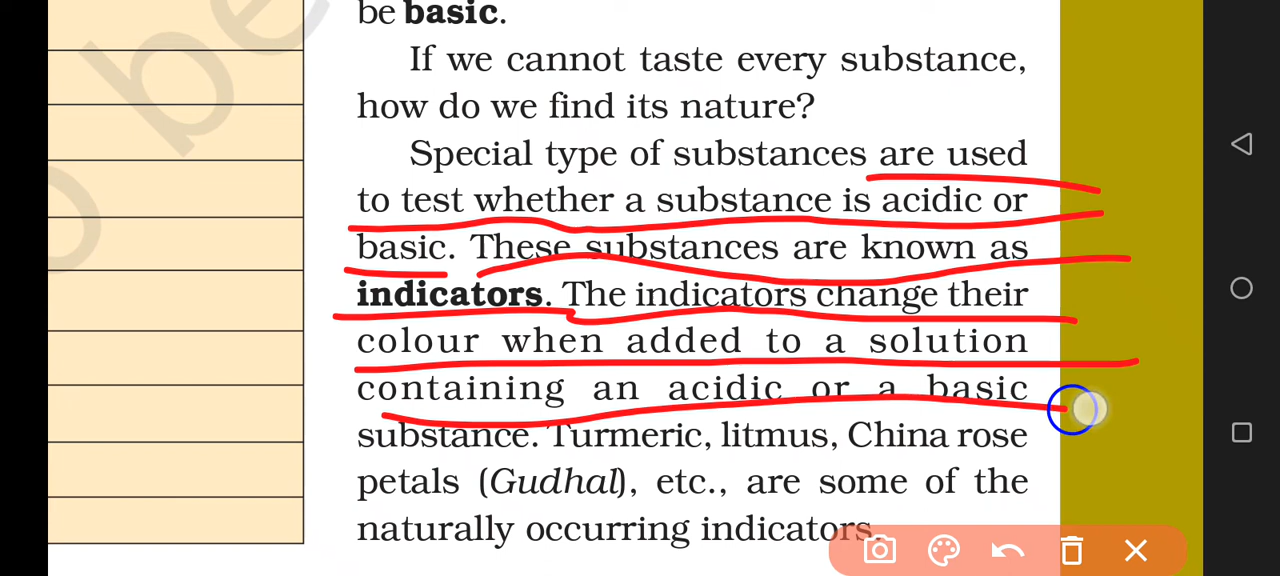 be basic.
If we cannot taste every substance,
how do we find its nature?
Special type of substances are used
to test whether a substance is acidic or
basic. These substances are known as
indicators. The indicators change their
colour when added to a solution
containing an acidic or a basic
substance. Turmeric, litmus, China rose
petals (Gudhal), etc., are some of the
naturally occurring indicators.